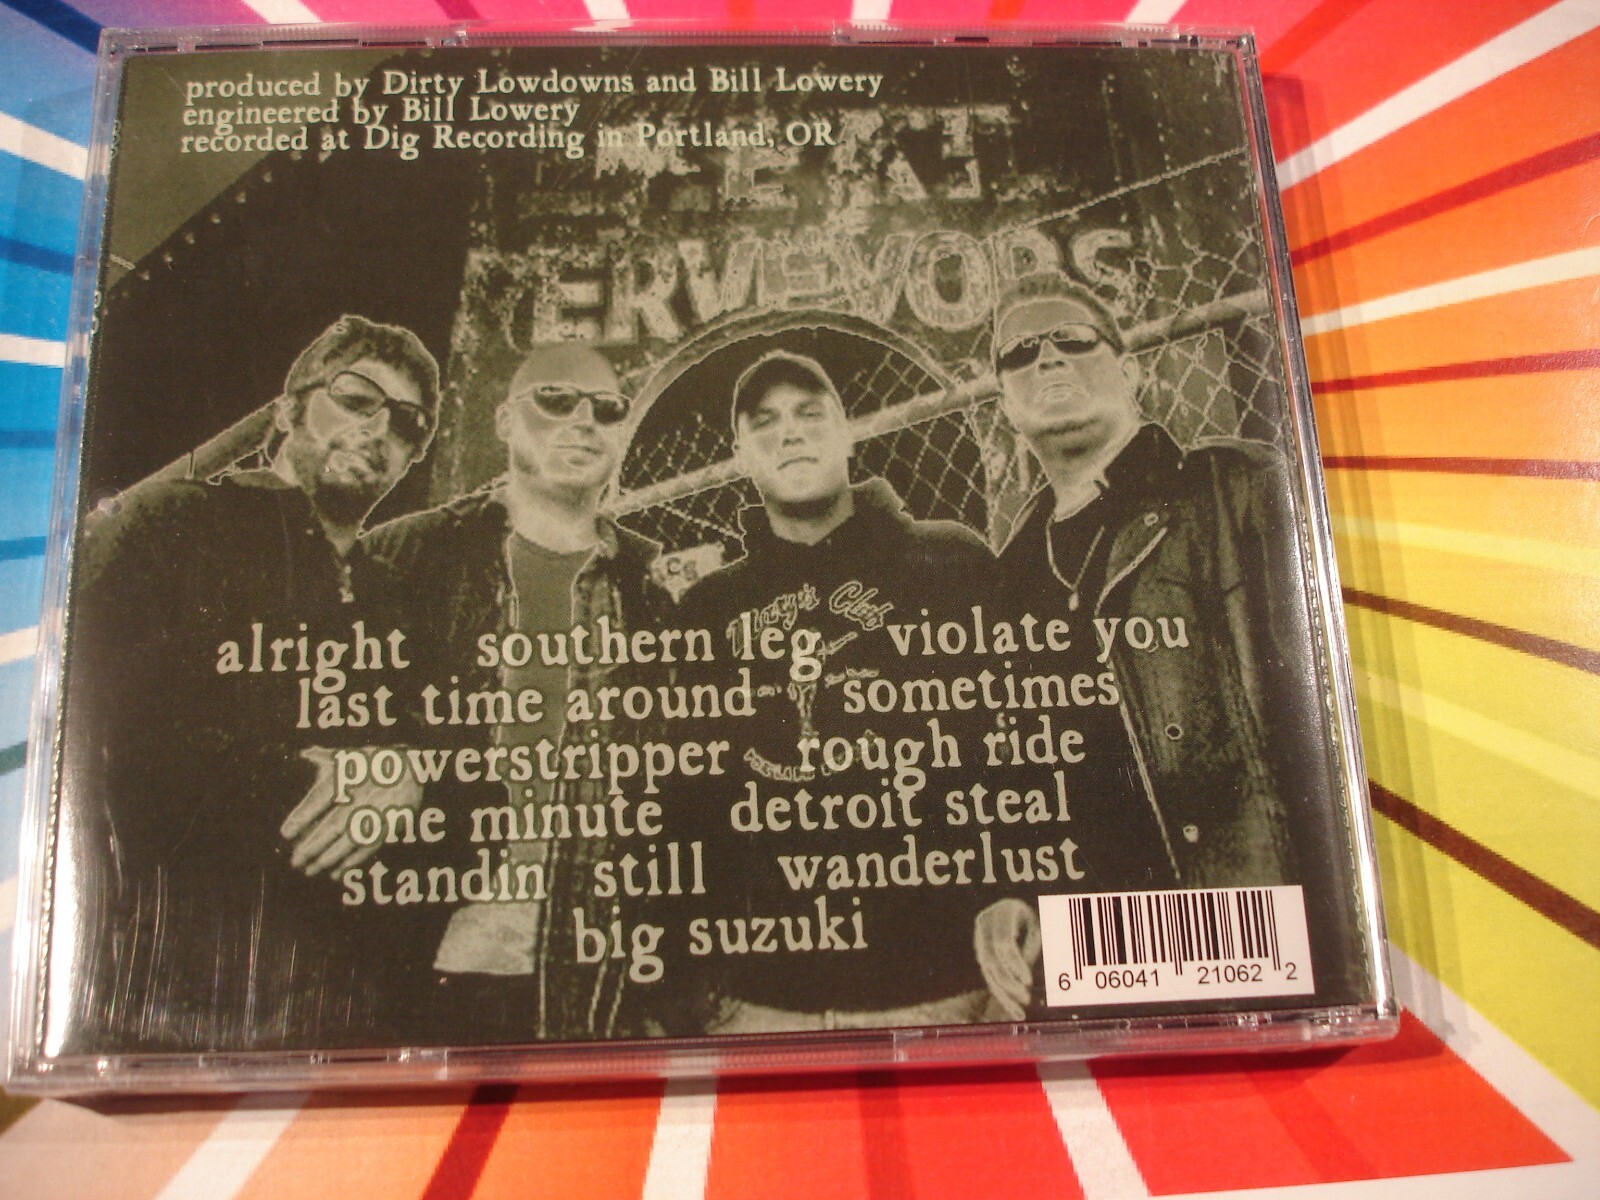 produced by Dirty Lowdowns and Bill Lowery
engineered by Bill Lowery
recorded at Dig Recording in Portland, OR
ERVEYORS
Club
alright southern leg violate you
last time around sometimes
powerstripper rough ride
one minute detroit steal
standin still wanderlust
big suzuki
6 06041 21062 2